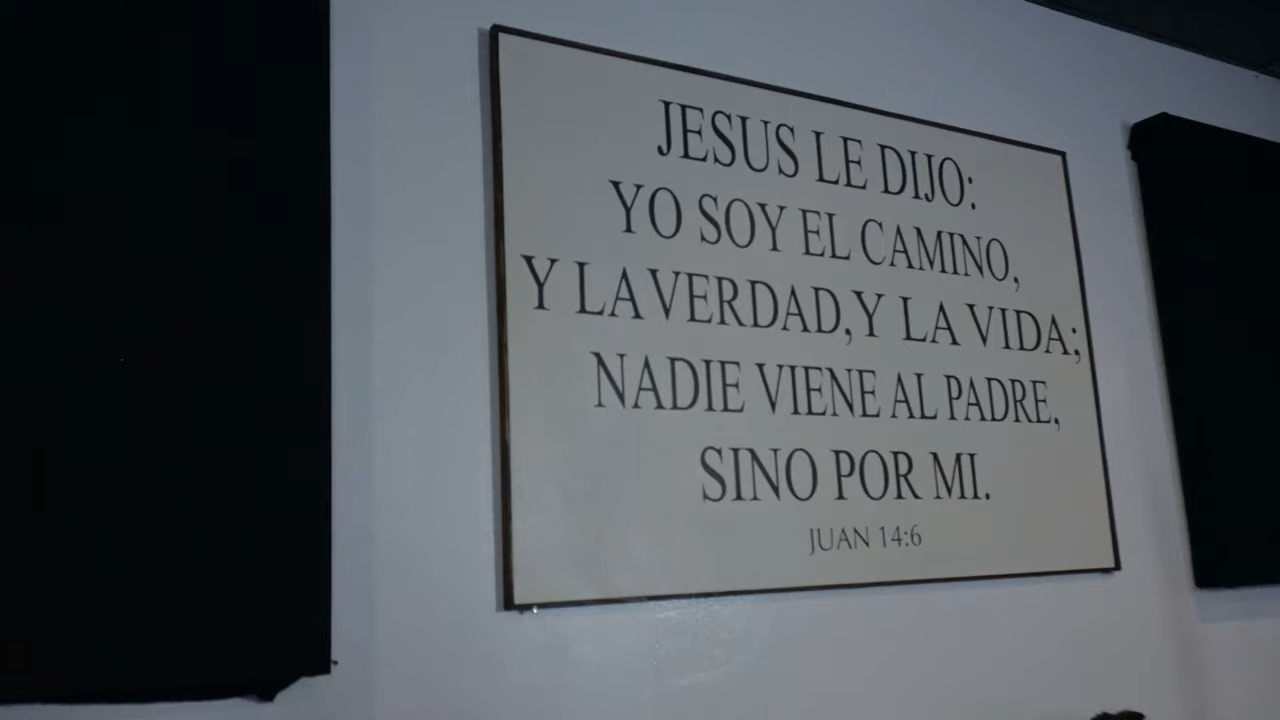 JESUS LE DIJO:
YO SOY EL CAMINO,
Y LA VERDAD, Y LA VIDA;
NADIE VIENE AL PADRE,
SINO POR MI.
JUAN 14:6